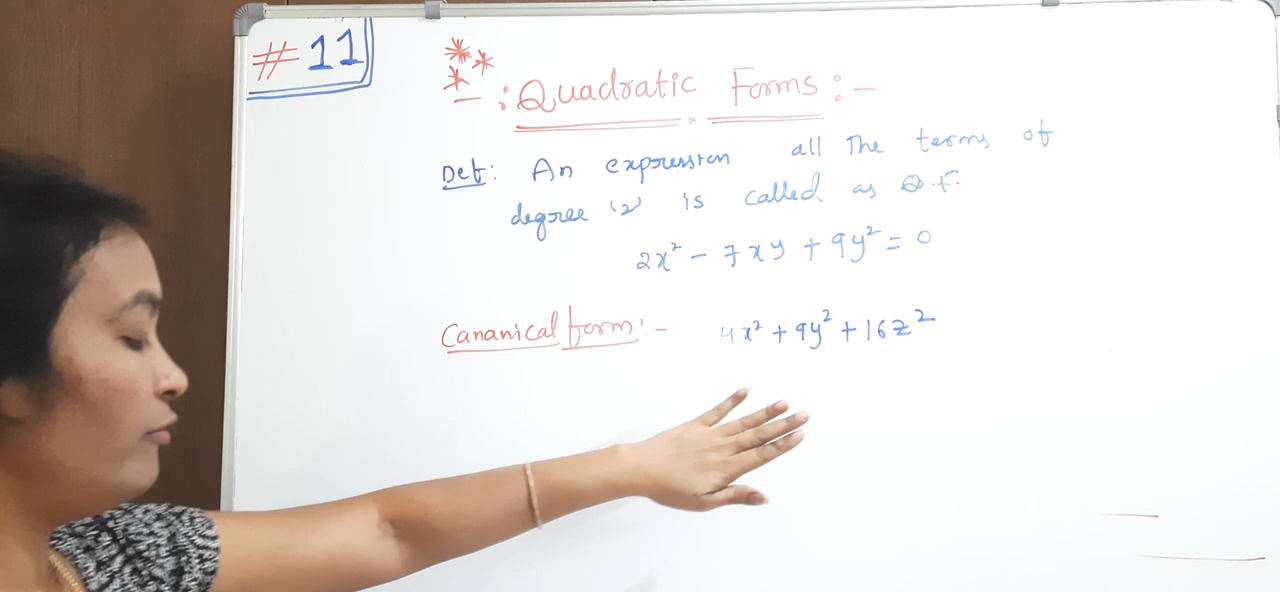 # 11
-: Quadratic Forms :-
Def: An expression all The terms of
degree '2' is called as Q.F.
2x² - 7xy + 9y² = 0
Cananical form:- 4x² + 9y² + 16z²